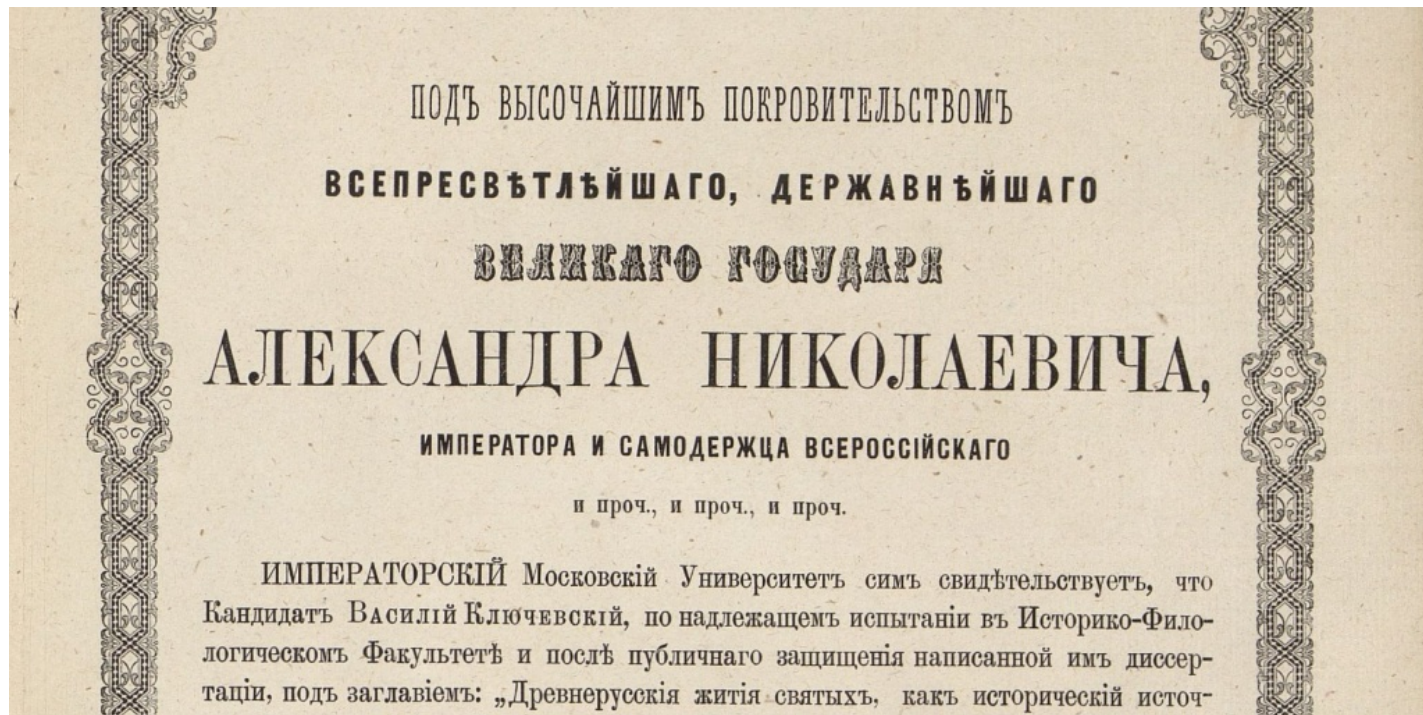 ПОДЪ ВЫСОЧАЙШИМЪ ПОКРОВИТЕЛЬСТВОМЪ
ВСЕПРЕСВѢТЛѢЙШАГО, ДЕРЖАВНѢЙШАГО
ВЕЛИКАГО ГОСУДАРЯ
АЛЕКСАНДРА НИКОЛАЕВИЧА,
ИМПЕРАТОРА И САМОДЕРЖЦА ВСЕРОССІЙСКАГО
и проч., и проч., и проч.
ИМПЕРАТОРСКІЙ Московскій Университетъ симъ свидѣтельствуетъ, что
Кандидатъ Василій Ключевскій, по надлежащемъ испытаніи въ Историко-Фило-
логическомъ Факультетѣ и послѣ публичнаго защищенія написанной имъ диссер-
таціи, подъ заглавіемъ: „Древнерусскія житія святыхъ, какъ историческій источ-